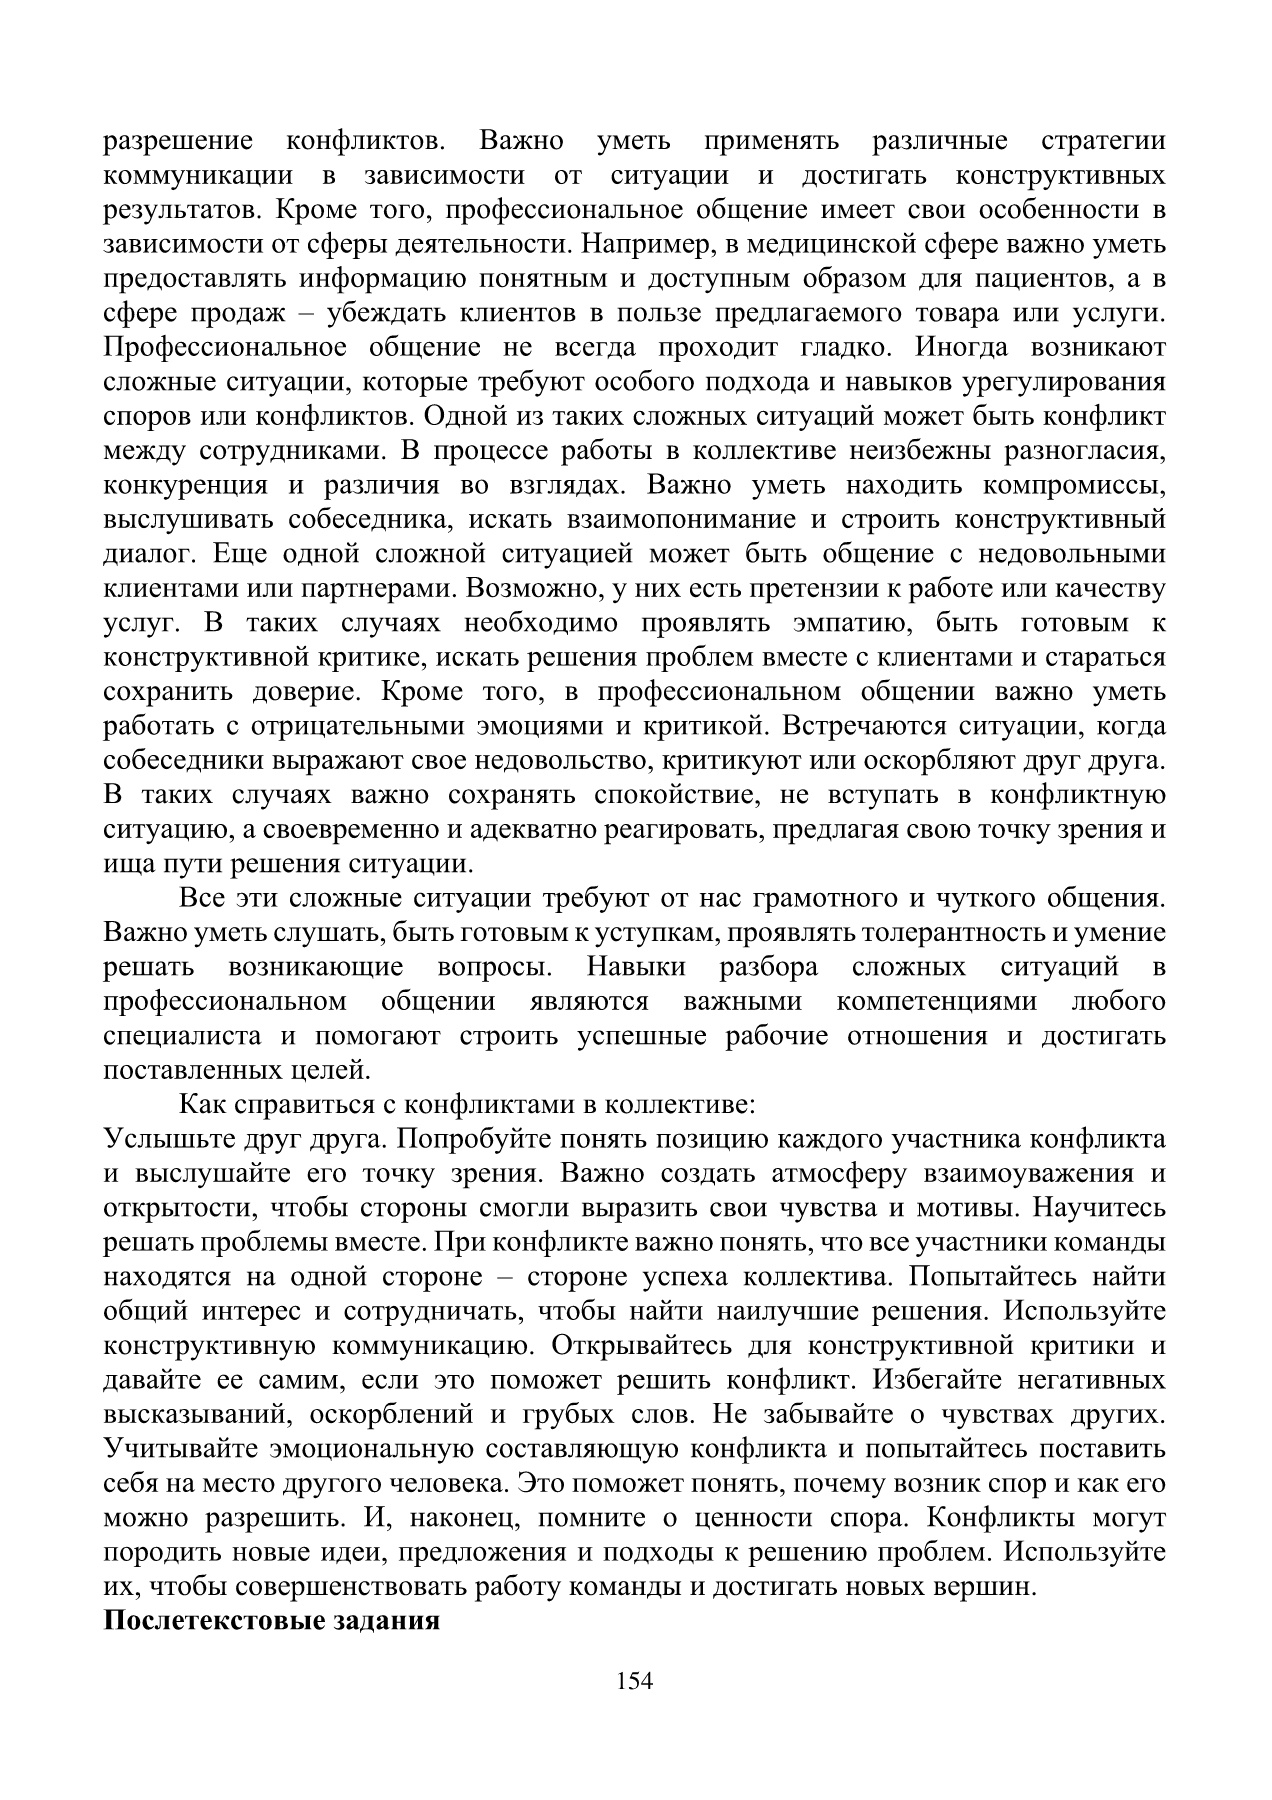 разрешение конфликтов. Важно уметь применять различные стратегии
коммуникации в зависимости от ситуации и достигать конструктивных
результатов. Кроме того, профессиональное общение имеет свои особенности в
зависимости от сферы деятельности. Например, в медицинской сфере важно уметь
предоставлять информацию понятным и доступным образом для пациентов, а в
сфере продаж – убеждать клиентов в пользе предлагаемого товара или услуги.
Профессиональное общение не всегда проходит гладко. Иногда возникают
сложные ситуации, которые требуют особого подхода и навыков урегулирования
споров или конфликтов. Одной из таких сложных ситуаций может быть конфликт
между сотрудниками. В процессе работы в коллективе неизбежны разногласия,
конкуренция и различия во взглядах. Важно уметь находить компромиссы,
выслушивать собеседника, искать взаимопонимание и строить конструктивный
диалог. Еще одной сложной ситуацией может быть общение с недовольными
клиентами или партнерами. Возможно, у них есть претензии к работе или качеству
услуг. В таких случаях необходимо проявлять эмпатию, быть готовым к
конструктивной критике, искать решения проблем вместе с клиентами и стараться
сохранить доверие. Кроме того, в профессиональном общении важно уметь
работать с отрицательными эмоциями и критикой. Встречаются ситуации, когда
собеседники выражают свое недовольство, критикуют или оскорбляют друг друга.
В таких случаях важно сохранять спокойствие, не вступать в конфликтную
ситуацию, а своевременно и адекватно реагировать, предлагая свою точку зрения и
ища пути решения ситуации.
Все эти сложные ситуации требуют от нас грамотного и чуткого общения.
Важно уметь слушать, быть готовым к уступкам, проявлять толерантность и умение
решать возникающие вопросы. Навыки разбора сложных ситуаций в
профессиональном общении являются важными компетенциями любого
специалиста и помогают строить успешные рабочие отношения и достигать
поставленных целей.
Как справиться с конфликтами в коллективе:
Услышьте друг друга. Попробуйте понять позицию каждого участника конфликта
и выслушайте его точку зрения. Важно создать атмосферу взаимоуважения и
открытости, чтобы стороны смогли выразить свои чувства и мотивы. Научитесь
решать проблемы вместе. При конфликте важно понять, что все участники команды
находятся на одной стороне – стороне успеха коллектива. Попытайтесь найти
общий интерес и сотрудничать, чтобы найти наилучшие решения. Используйте
конструктивную коммуникацию. Открывайтесь для конструктивной критики и
давайте ее самим, если это поможет решить конфликт. Избегайте негативных
высказываний, оскорблений и грубых слов. Не забывайте о чувствах других.
Учитывайте эмоциональную составляющую конфликта и попытайтесь поставить
себя на место другого человека. Это поможет понять, почему возник спор и как его
можно разрешить. И, наконец, помните о ценности спора. Конфликты могут
породить новые идеи, предложения и подходы к решению проблем. Используйте
их, чтобы совершенствовать работу команды и достигать новых вершин.
Послетекстовые задания
154